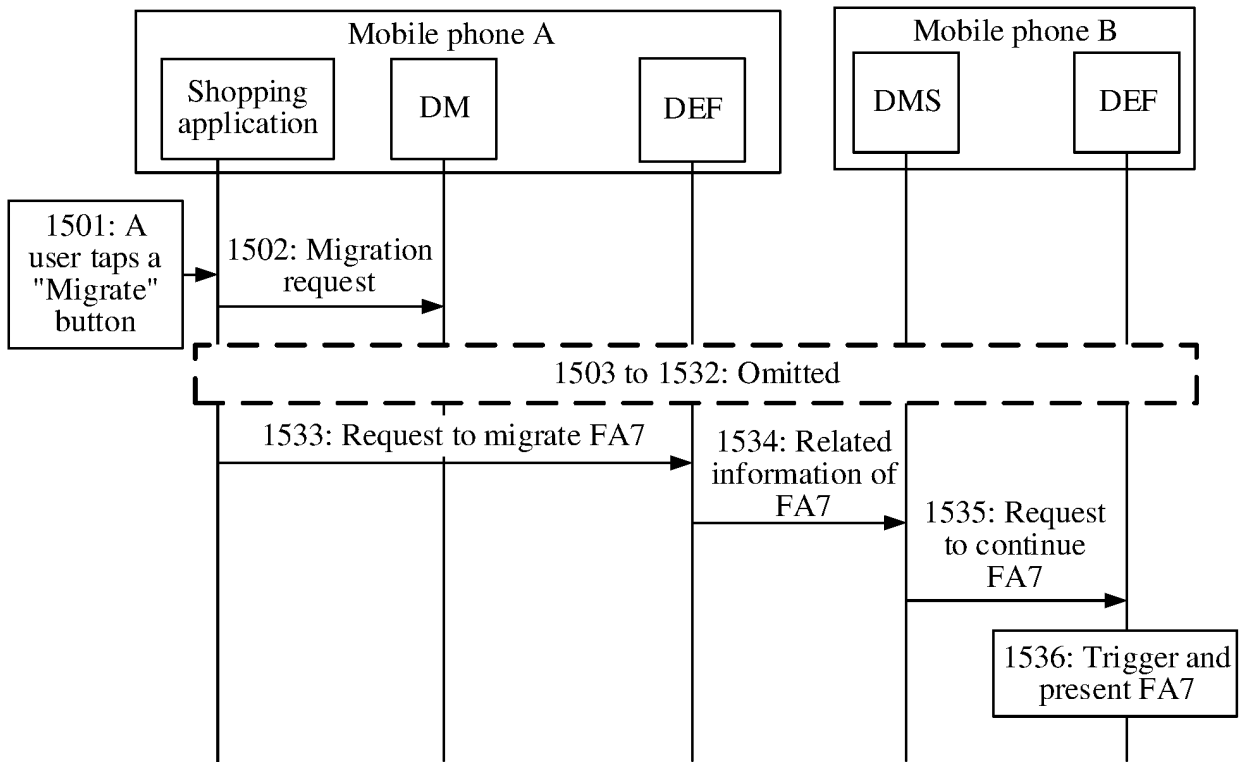 Mobile phone A
Mobile phone B
Shopping
application
DM
DEF
DMS
DEF
1501: A
user taps a
"Migrate"
button
1502: Migration
request
1503 to 1532: Omitted
1533: Request to migrate FA7
1534: Related
information of
FA7
1535: Request
to continue
FA7
1536: Trigger and
present FA7